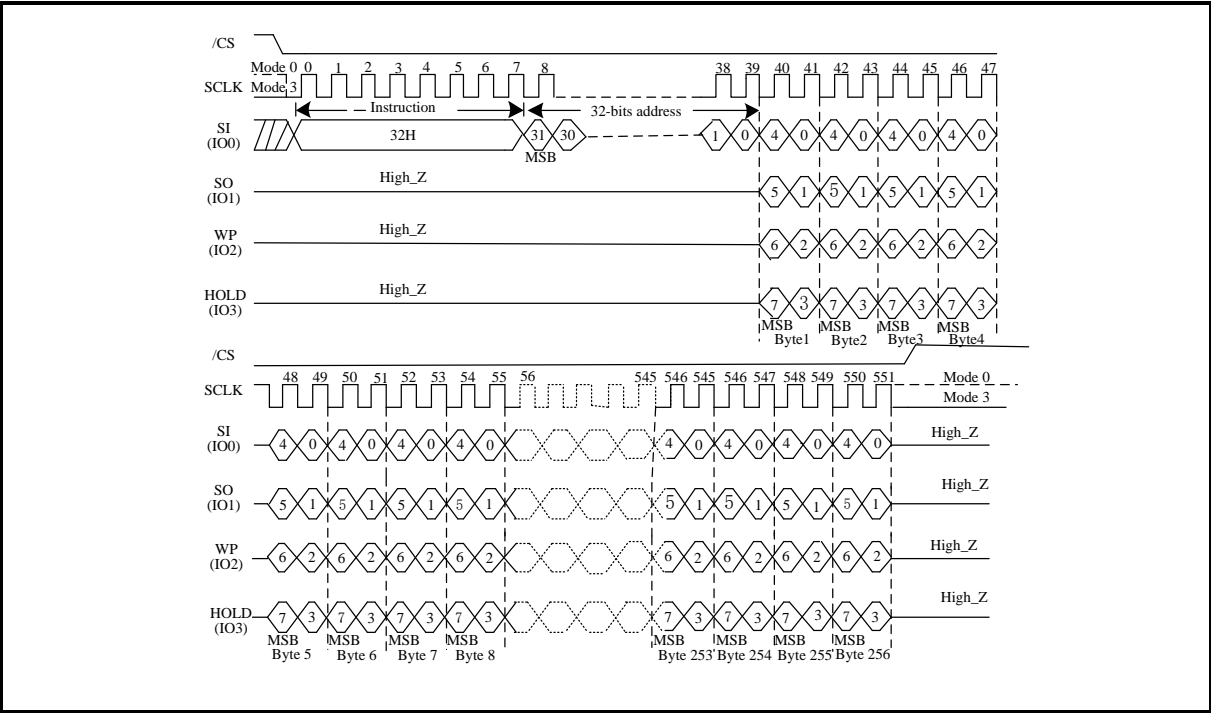 /CS
Mode 0 0 1 2 3 4 5 6 7 8 38 39 40 41 42 43 44 45 46 47
SCLK Mode 3
Instruction 32-bits address
SI
(IO0)
32H 31 30 1 0 4 0 4 0 4 0 4 0
MSB
SO
(IO1)
High_Z 5 1 5 1 5 1 5 1
WP
(IO2)
High_Z 6 2 6 2 6 2 6 2
HOLD
(IO3)
High_Z 7 3 7 3 7 3 7 3
MSB MSB MSB MSB
Byte1 Byte2 Byte3 Byte4
/CS
SCLK 48 49 50 51 52 53 54 55 56 545 546 545 546 547 548 549 550 551 Mode 0
Mode 3
SI
(IO0)
4 0 4 0 4 0 4 0 4 0 4 0 4 0 4 0 High_Z
SO
(IO1)
5 1 5 1 5 1 5 1 5 1 5 1 5 1 5 1 High_Z
WP
(IO2)
6 2 6 2 6 2 6 2 6 2 6 2 6 2 6 2 High_Z
HOLD
(IO3)
7 3 7 3 7 3 7 3 7 3 7 3 7 3 7 3 High_Z
MSB MSB MSB MSB MSB MSB MSB MSB
Byte 5 Byte 6 Byte 7 Byte 8 Byte 253 Byte 254 Byte 255 Byte 256